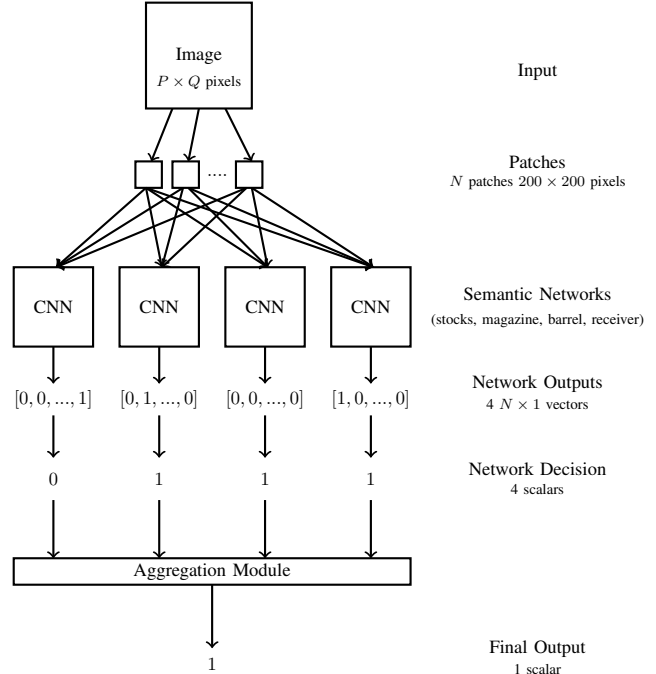 Image
P × Q pixels
Input
....
Patches
N patches 200 × 200 pixels
CNN CNN CNN CNN
Semantic Networks
(stocks, magazine, barrel, receiver)
[0, 0, ..., 1] [0, 1, ..., 0] [0, 0, ..., 0] [1, 0, ..., 0]
Network Outputs
4 N × 1 vectors
0 1 1 1
Network Decision
4 scalars
Aggregation Module
1
Final Output
1 scalar